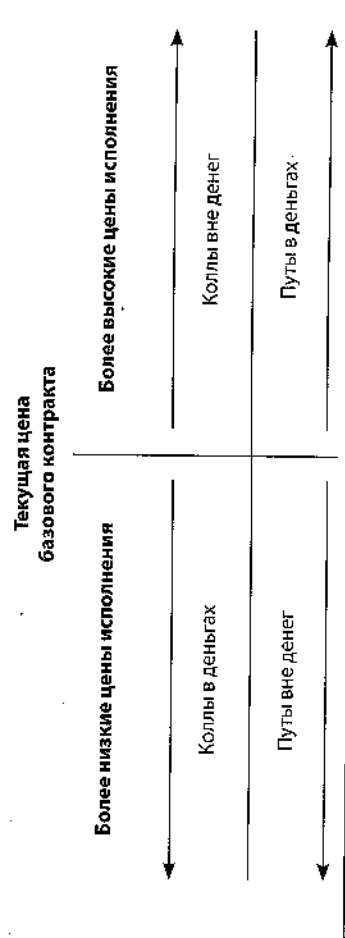 Текущая цена
базового контракта
Более низкие цены исполнения
Более высокие цены исполнения
Коллы в деньгах
Коллы вне денег
Путы вне денег
Путы в деньгах